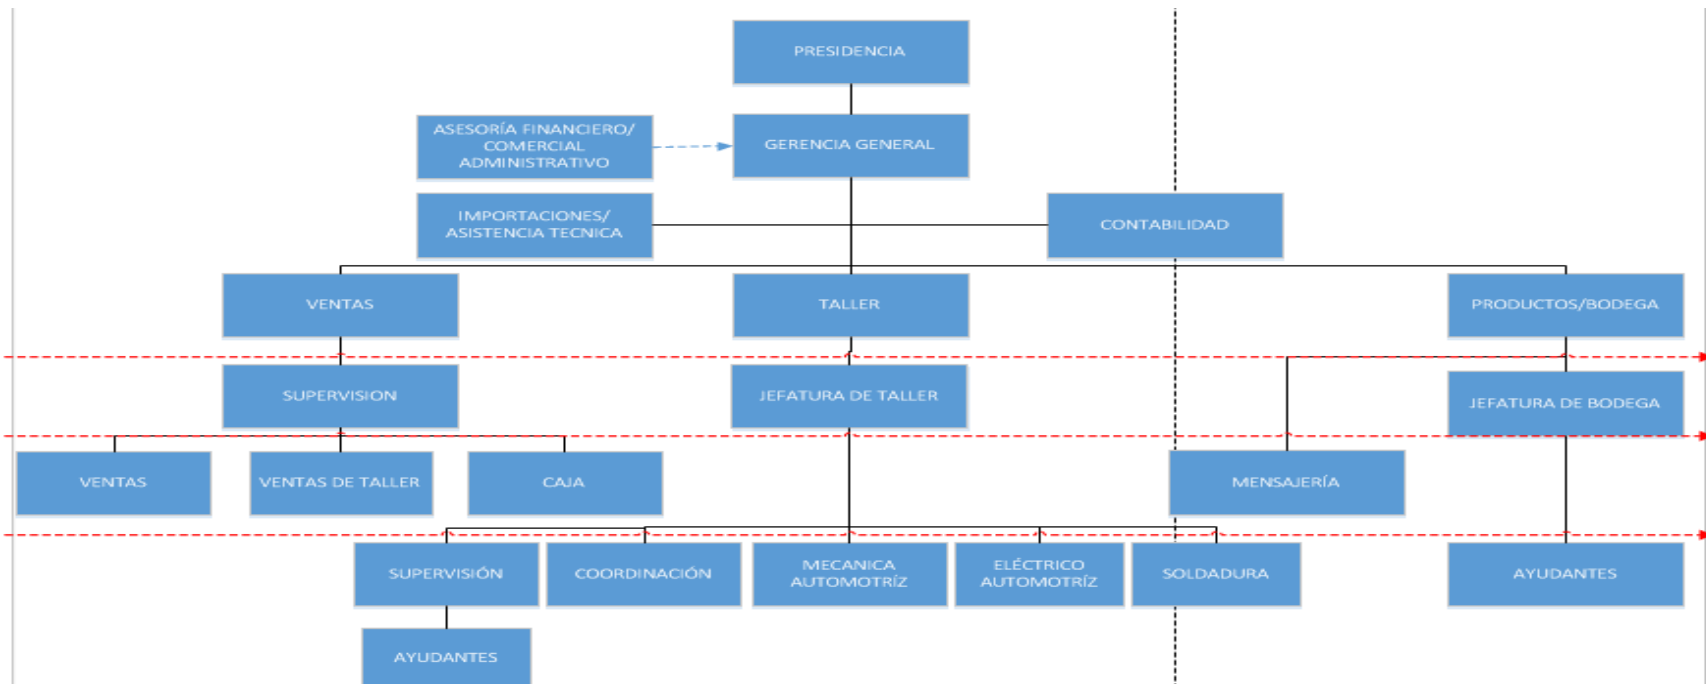 PRESIDENCIA
ASESORÍA FINANCIERO/
COMERCIAL
ADMINISTRATIVO
GERENCIA GENERAL
IMPORTACIONES/
ASISTENCIA TECNICA
CONTABILIDAD
VENTAS
TALLER
PRODUCTOS/BODEGA
SUPERVISION
JEFATURA DE TALLER
JEFATURA DE BODEGA
VENTAS
VENTAS DE TALLER
CAJA
MENSAJERÍA
SUPERVISIÓN
COORDINACIÓN
MECANICA
AUTOMOTRÍZ
ELÉCTRICO
AUTOMOTRÍZ
SOLDADURA
AYUDANTES
AYUDANTES